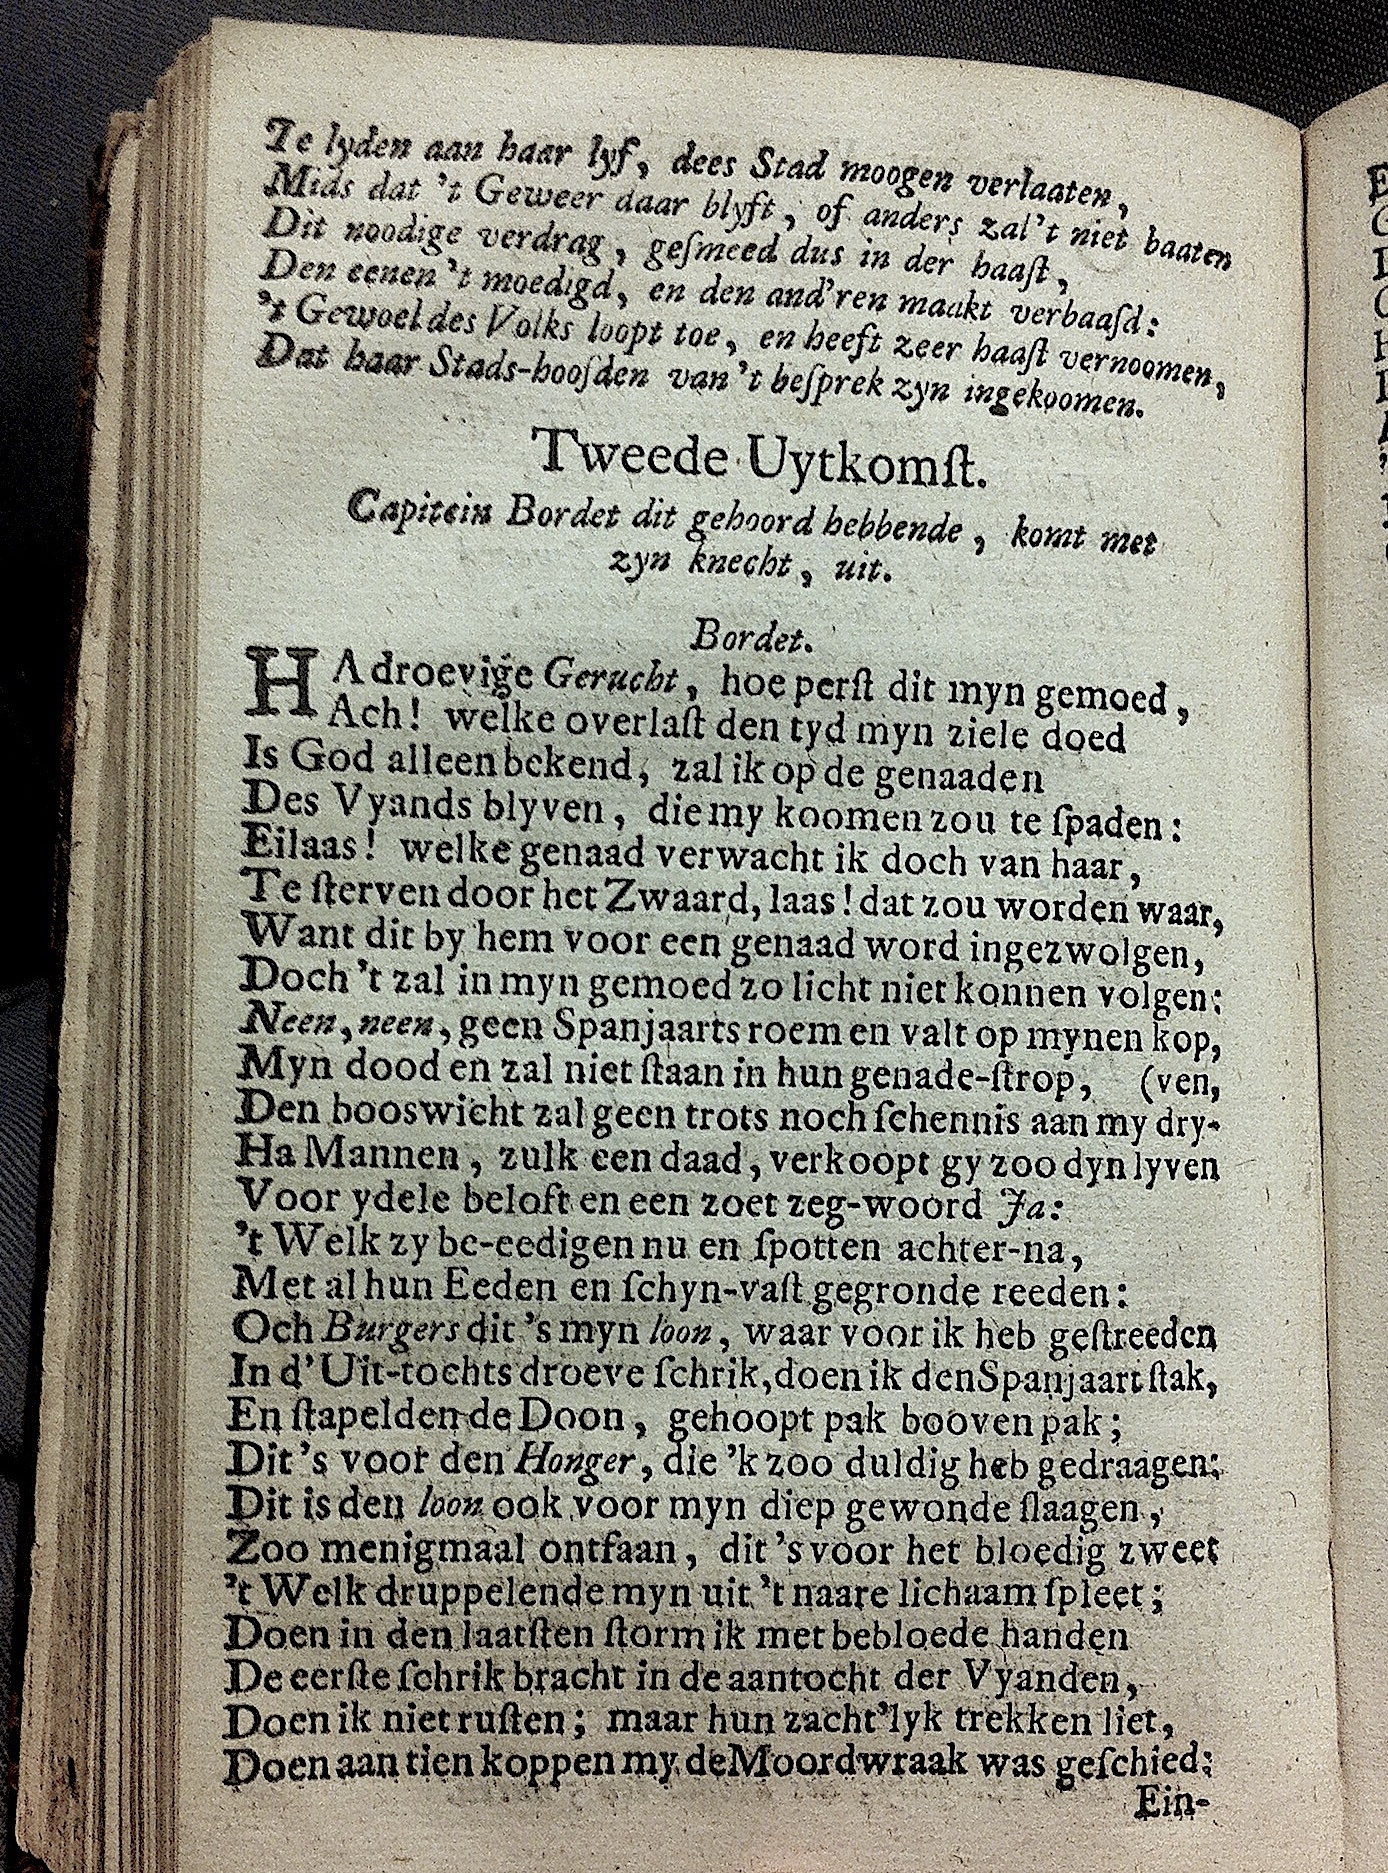 Te lyden aan haar lyf, dees Stad moogen verlaaten,
Mids dat 't Geweer daar blyft, of anders zal't niet baaten
Dit noodige verdrag, geſmeed dus in der haaſt,
Den eenen 't moedigd, en den and'ren maakt verbaaſd:
't Gewoel des Volks loopt toe, en heeft zeer haaſt vernoomen,
Dat haar Stads-hooſden van 't beſprek zyn ingekoomen.
Tweede Uytkomſt.
Capitein Bordet dit gehoord hebbende, komt met
zyn knecht, uit.
Bordet.
HA droevige Gerucht, hoe perſt dit myn gemoed,
Ach! welke overlaſt den tyd myn ziele doed
Is God alleen bekend, zal ik op de genaaden
Des Vyands blyven, die my koomen zou te ſpaden:
Eilaas! welke genaad verwacht ik doch van haar,
Te ſterven door het Zwaard, laas! dat zou worden waar,
Want dit by hem voor een genaad word ingezwolgen,
Doch 't zal in myn gemoed zo licht niet konnen volgen:
Neen, neen, geen Spanjaarts roem en valt op mynen kop,
Myn dood en zal niet ſtaan in hun genade-ſtrop, (ven,
Den booswicht zal geen trots noch ſchennis aan my dry-
Ha Mannen, zulk een daad, verkoopt gy zoo dyn lyven
Voor ydele beloft en een zoet zeg-woord Ja:
't Welk zy be-eedigen nu en ſpotten achter-na,
Met al hun Eeden en ſchyn-vaſt gegronde reeden:
Och Burgers dit 's myn loon, waar voor ik heb geſtreeden
In d' Uit-tochts droeve ſchrik, doen ik den Spanjaart ſtak,
En ſtapelden de Doon, gehoopt pak booven pak;
Dit 's voor den Honger, die 'k zoo duldig heb gedraagen;
Dit is den loon ook voor myn diep gewonde ſlaagen,
Zoo menigmaal ontfaan, dit 's voor het bloedig zweet
't Welk druppelende myn uit 't naare lichaam ſpleet;
Doen in den laatſten ſtorm ik met bebloede handen
De eerſte ſchrik bracht in de aantocht der Vyanden,
Doen ik niet ruſten; maar hun zacht'lyk trekken liet,
Doen aan tien koppen my de Moordwraak was geſchied:
Ein-